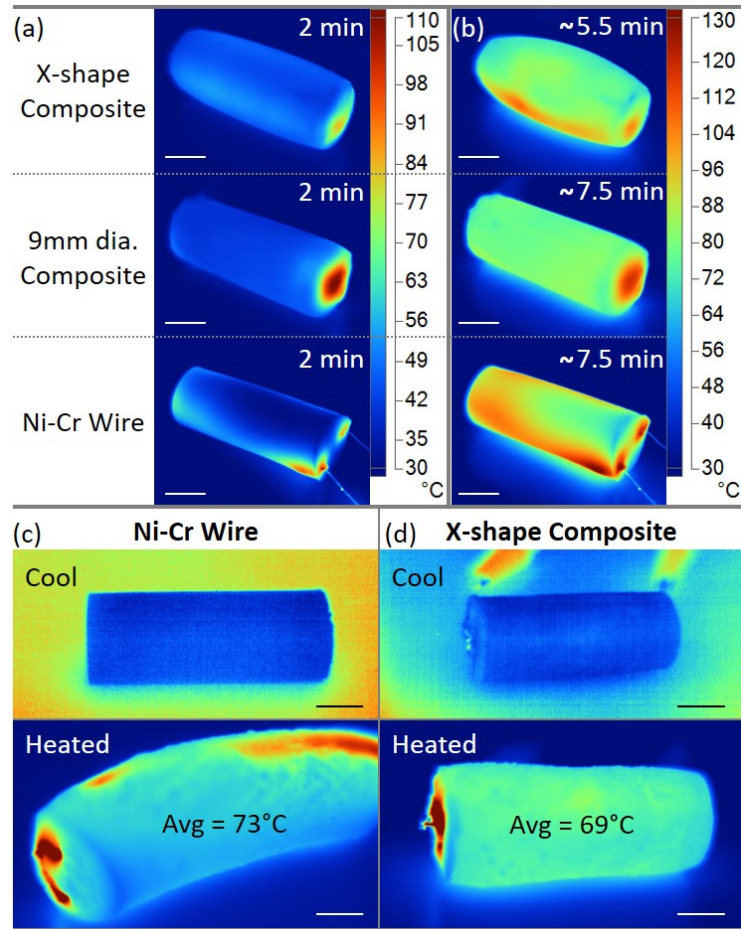 (a)
2 min
110
105
98
91
84
77
70
63
56
49
42
35
30
°C
(b)
~5.5 min
130
120
112
104
96
88
80
72
64
56
48
40
30
°C
X-shape
Composite
2 min
~7.5 min
9mm dia.
Composite
2 min
~7.5 min
Ni-Cr Wire
(c)
Ni-Cr Wire
(d)
X-shape Composite
Cool
Cool
Heated
Heated
Avg = 73°C
Avg = 69°C